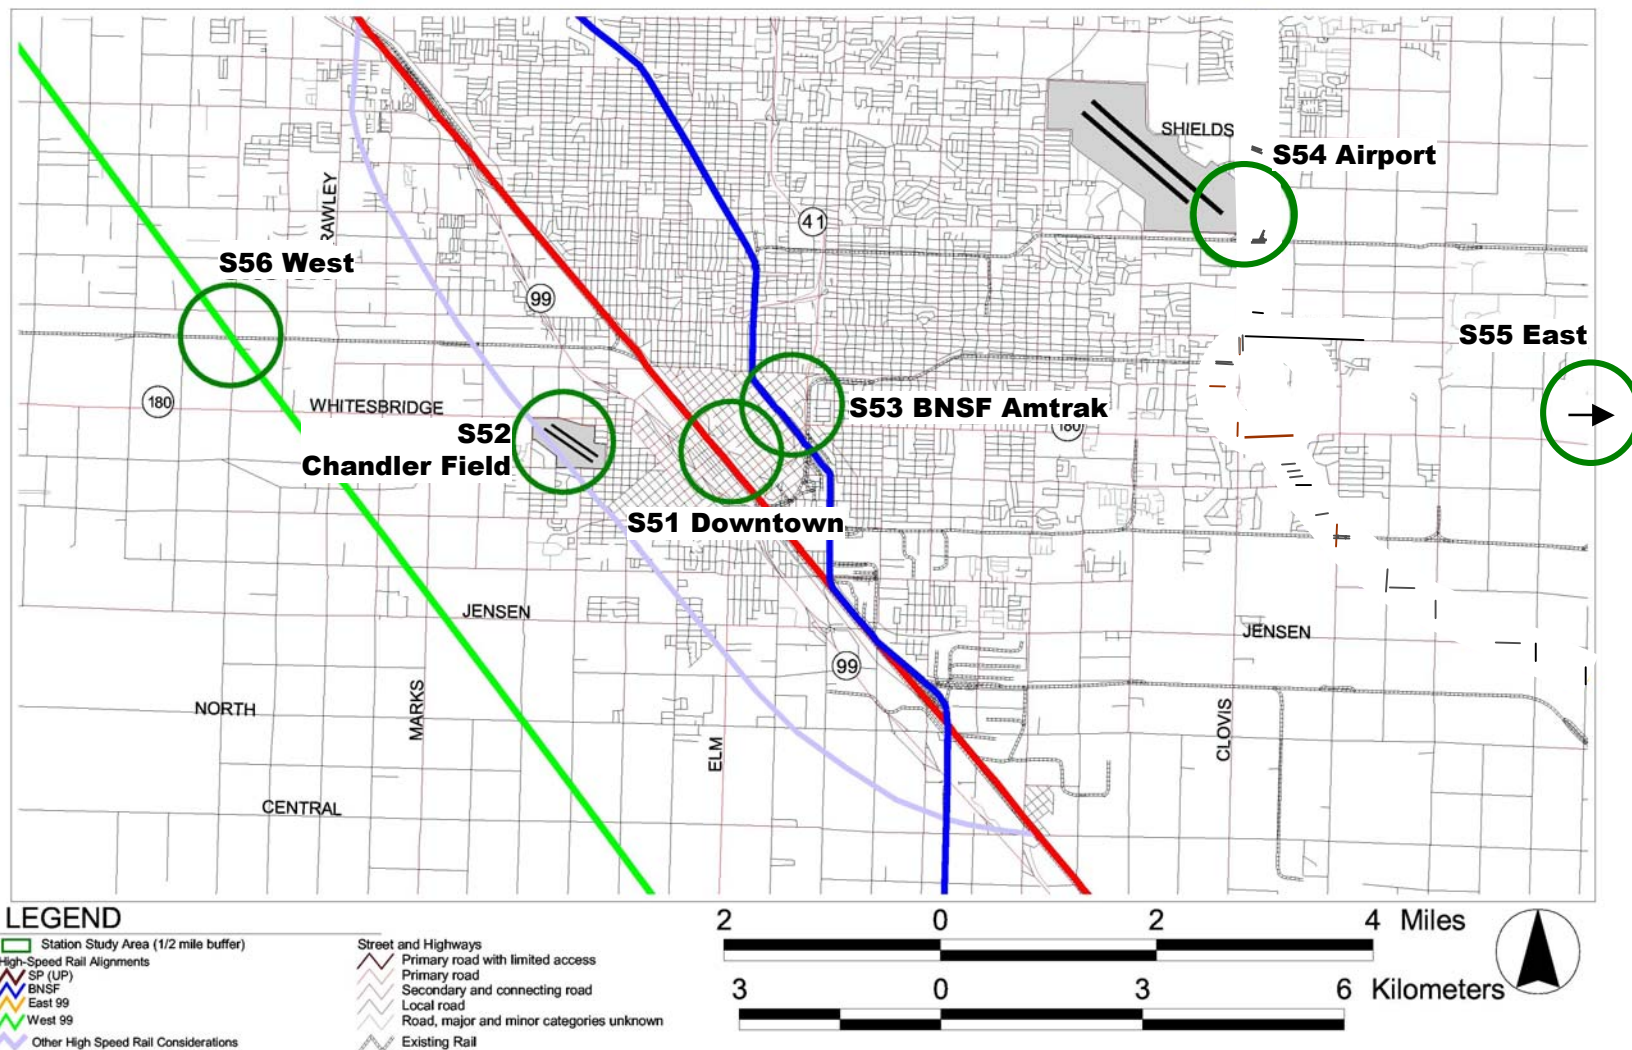 SHIELDS
S54 Airport
RAWLEY
41
S56 West
99
S55 East
180
WHITESBRIDGE
S53 BNSF Amtrak
180
S52
Chandler Field
S51 Downtown
JENSEN
JENSEN
99
NORTH
MARKS
ELM
CLOVIS
CENTRAL
LEGEND
Station Study Area (1/2 mile buffer)
High-Speed Rail Alignments
SP (UP)
BNSF
East 99
West 99
Other High Speed Rail Considerations
Street and Highways
Primary road with limited access
Primary road
Secondary and connecting road
Local road
Road, major and minor categories unknown
Existing Rail
2 0 2 4 Miles
3 0 3 6 Kilometers